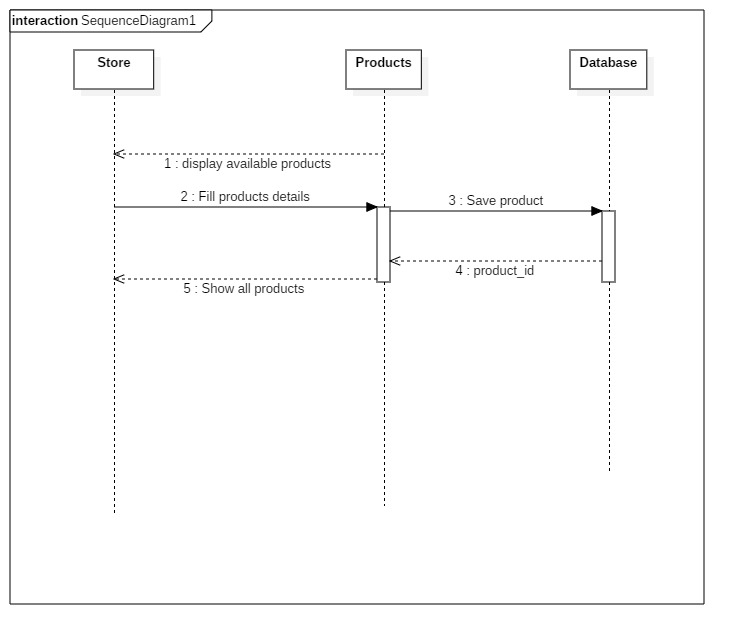 interaction SequenceDiagram1
Store
Products
Database
1 : display available products
2 : Fill products details
3 : Save product
4 : product_id
5 : Show all products